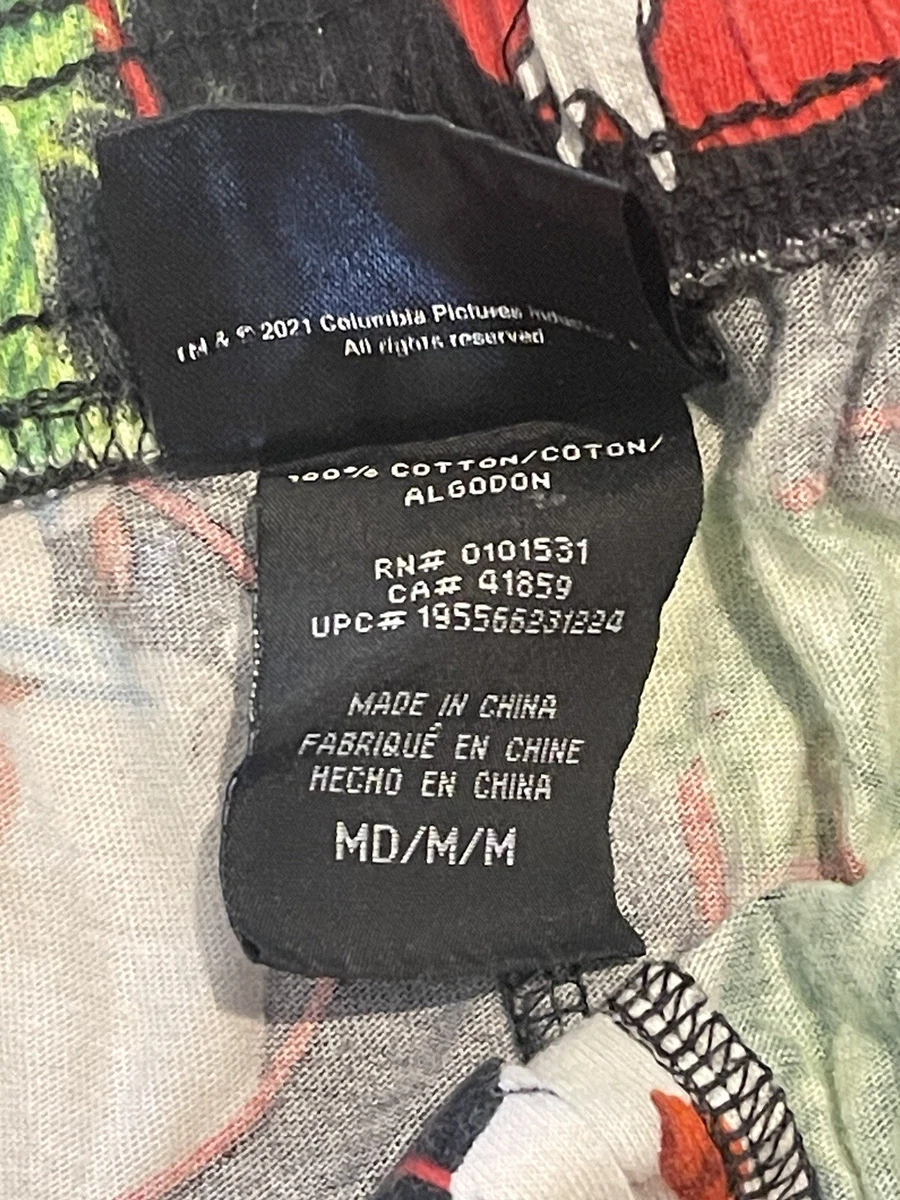 TM & © 2021 Columbia Pictures
All rights reserved
100% COTTON/COTON/
ALGODON
RN# 0101531
CA# 41859
UPC# 195566231224
MADE IN CHINA
FABRIQUÉ EN CHINE
HECHO EN CHINA
MD/M/M